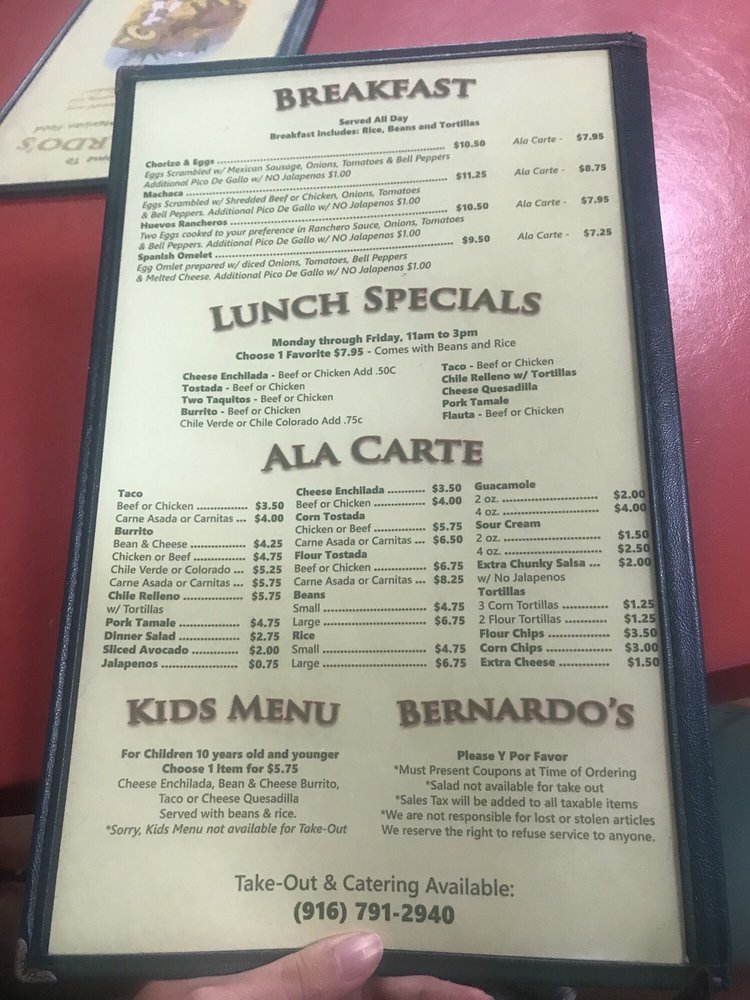 BREAKFAST
Served All Day
Breakfast Includes: Rice, Beans and Tortillas
Chorizo & Eggs ........ $10.50 Ala Carte - $7.95
Eggs Scrambled w/ Mexican Sausage, Onions, Tomatoes & Bell Peppers
Additional Pico De Gallo w/ NO Jalapenos $1.00
Machaca ........ $11.25 Ala Carte - $8.75
Eggs Scrambled w/ Shredded Beef or Chicken, Onions, Tomatoes
& Bell Peppers. Additional Pico De Gallo w/ NO Jalapenos $1.00
Huevos Rancheros ........ $10.50 Ala Carte - $7.95
Two Eggs cooked to your preference in Ranchero Sauce, Onions, Tomatoes
& Bell Peppers. Additional Pico De Gallo w/ NO Jalapenos $1.00
Spanish Omelet ........ $9.50 Ala Carte - $7.25
Egg Omlet prepared w/ diced Onions, Tomatoes, Bell Peppers
& Melted Cheese. Additional Pico De Gallo w/ NO Jalapenos $1.00
LUNCH SPECIALS
Monday through Friday, 11am to 3pm
Choose 1 Favorite $7.95 - Comes with Beans and Rice
Cheese Enchilada - Beef or Chicken Add .50C
Tostada - Beef or Chicken
Two Taquitos - Beef or Chicken
Burrito - Beef or Chicken
Chile Verde or Chile Colorado Add .75c
Taco - Beef or Chicken
Chile Relleno w/ Tortillas
Cheese Quesadilla
Pork Tamale
Flauta - Beef or Chicken
ALA CARTE
Taco
Beef or Chicken ........ $3.50
Carne Asada or Carnitas ... $4.00
Burrito
Bean & Cheese ........ $4.25
Chicken or Beef ........ $4.75
Chile Verde or Colorado ... $5.25
Carne Asada or Carnitas ... $5.75
Chile Relleno ........ $5.75
w/ Tortillas
Pork Tamale ........ $4.75
Dinner Salad ........ $2.75
Sliced Avocado ........ $2.00
Jalapenos ........ $0.75
Cheese Enchilada ........ $3.50
Beef or Chicken ........ $4.00
Corn Tostada
Chicken or Beef ........ $5.75
Carne Asada or Carnitas ... $6.50
Flour Tostada
Beef or Chicken ........ $6.75
Carne Asada or Carnitas ... $8.25
Beans
Small ........ $4.75
Large ........ $6.75
Rice
Small ........ $4.75
Large ........ $6.75
Guacamole
2 oz. ........ $2.00
4 oz. ........ $4.00
Sour Cream
2 oz. ........ $1.50
4 oz. ........ $2.50
Extra Chunky Salsa ... $2.00
w/ No Jalapenos
Tortillas
3 Corn Tortillas ........ $1.25
2 Flour Tortillas ........ $1.25
Flour Chips ........ $3.50
Corn Chips ........ $3.00
Extra Cheese ........ $1.50
KIDS MENU
For Children 10 years old and younger
Choose 1 item for $5.75
Cheese Enchilada, Bean & Cheese Burrito,
Taco or Cheese Quesadilla
Served with beans & rice.
*Sorry, Kids Menu not available for Take-Out
BERNARDO'S
Please Y Por Favor
*Must Present Coupons at Time of Ordering
*Salad not available for take out
*Sales Tax will be added to all taxable items
*We are not responsible for lost or stolen articles
We reserve the right to refuse service to anyone.
Take-Out & Catering Available:
(916) 791-2940